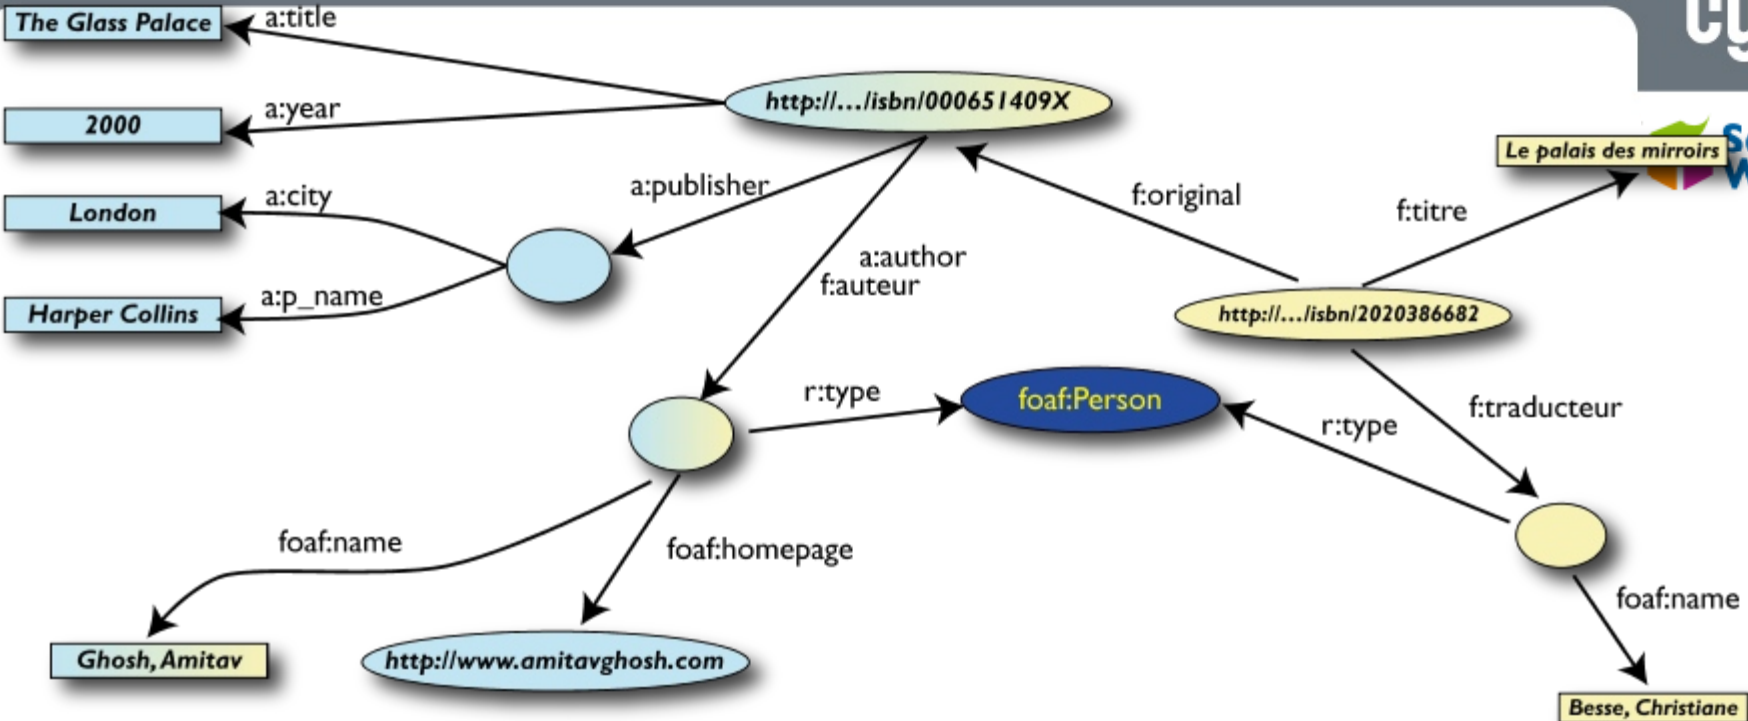 The Glass Palace
a:title
http://.../isbn/000651409X
2000
a:year
Le palais des mirroirs
London
a:city
a:publisher
f:original
f:titre
a:author
f:auteur
Harper Collins
a:p_name
http://.../isbn/2020386682
r:type
foaf:Person
f:traducteur
r:type
foaf:name
foaf:homepage
foaf:name
Ghosh, Amitav
http://www.amitavghosh.com
Besse, Christiane